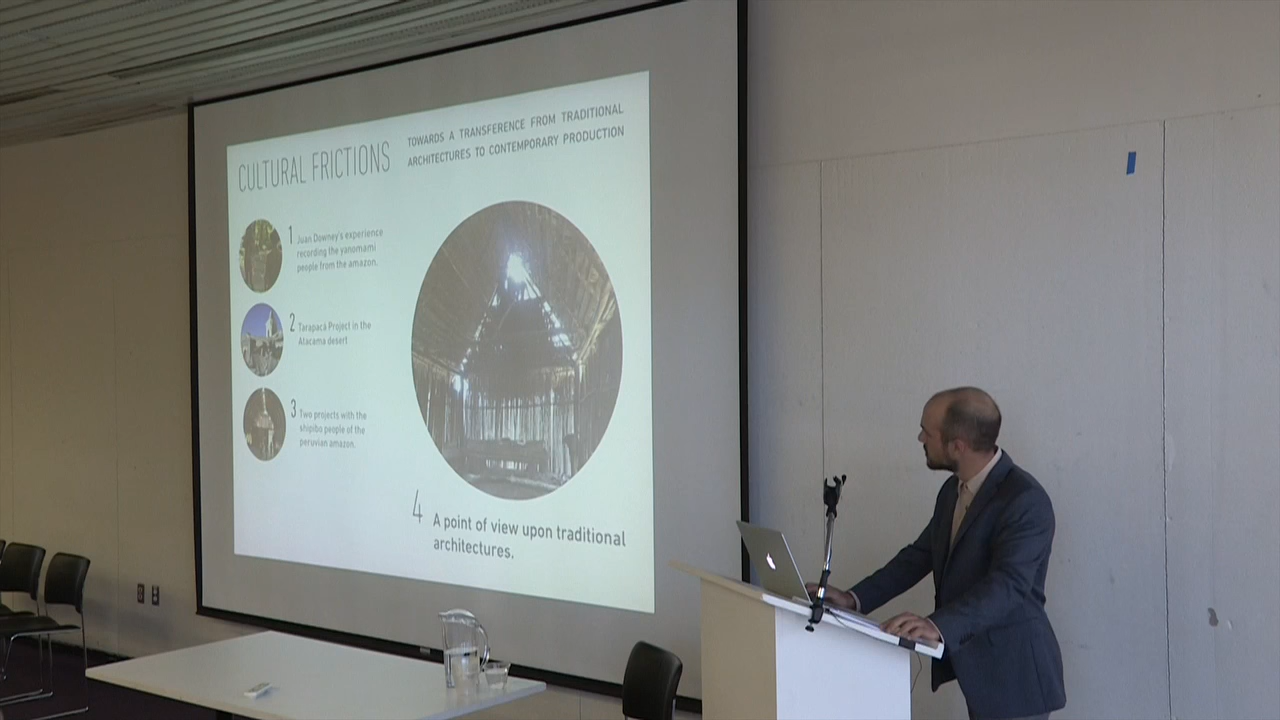 CULTURAL FRICTIONS
TOWARDS A TRANSFERENCE FROM TRADITIONAL
ARCHITECTURES TO CONTEMPORARY PRODUCTION
1 Juan Downey's experience
recording the yanomami
people from the amazon.
2 Tarapacá Project in the
Atacama desert
3 Two projects with the
shipibo people of the
peruvian amazon.
4 A point of view upon traditional
architectures.